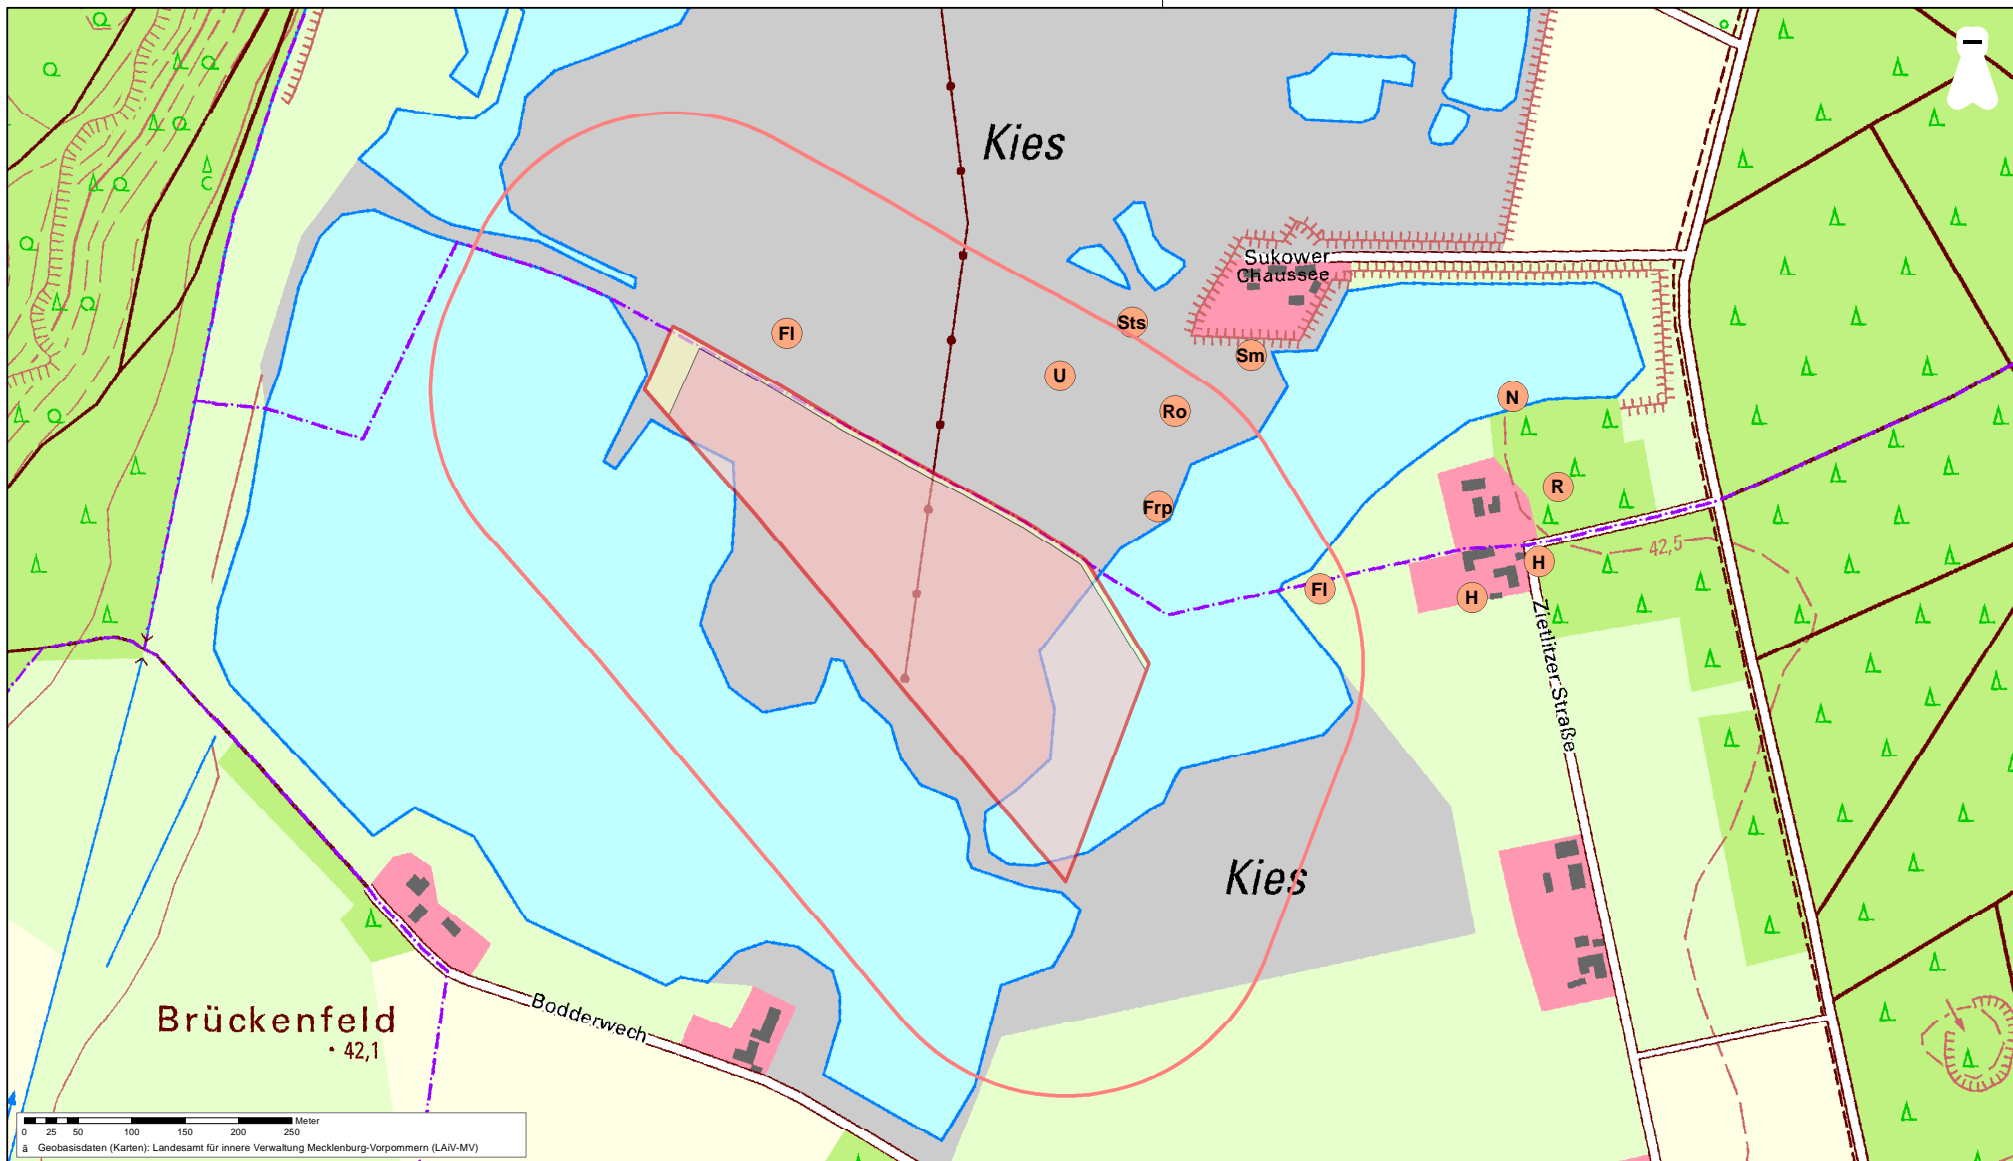 Kies
Sukower
Chaussee
Fl
Sts
Sm
U
Ro
N
R
Frp
H
Fl
H
42,5
Zietlitzer Straße
Kies
Brückenfeld
42,1
Bodderwech
0 25 50 100 150 200 250 Meter
ä Geobasisdaten (Karten): Landesamt für innere Verwaltung Mecklenburg-Vorpommern (LAiV-MV)